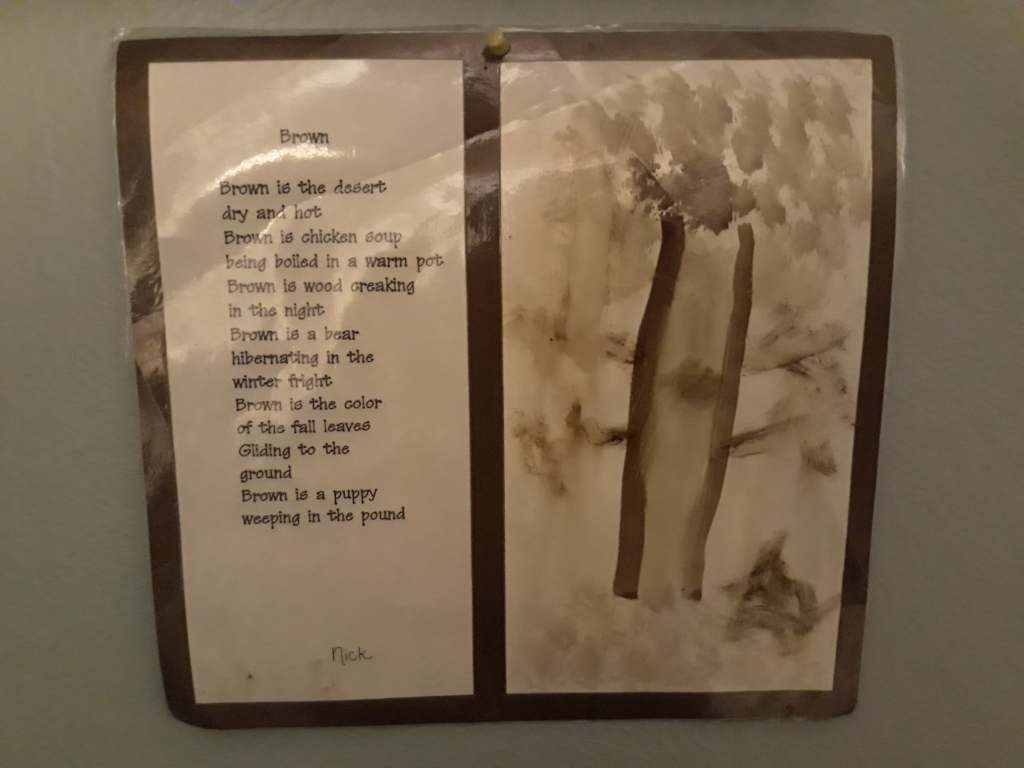 Brown
Brown is the desert
dry and hot
Brown is chicken soup
being boiled in a warm pot
Brown is wood creaking
in the night
Brown is a bear
hibernating in the
winter fright
Brown is the color
of the fall leaves
Gliding to the
ground
Brown is a puppy
weeping in the pound
Nick